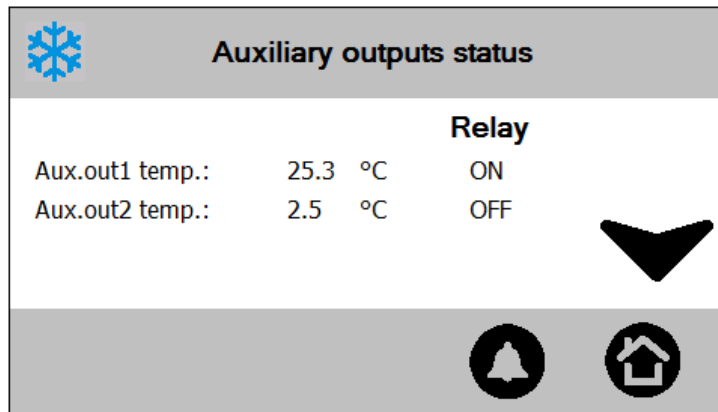 Auxiliary outputs status
Relay
Aux.out1 temp.: 25.3 °C ON
Aux.out2 temp.: 2.5 °C OFF